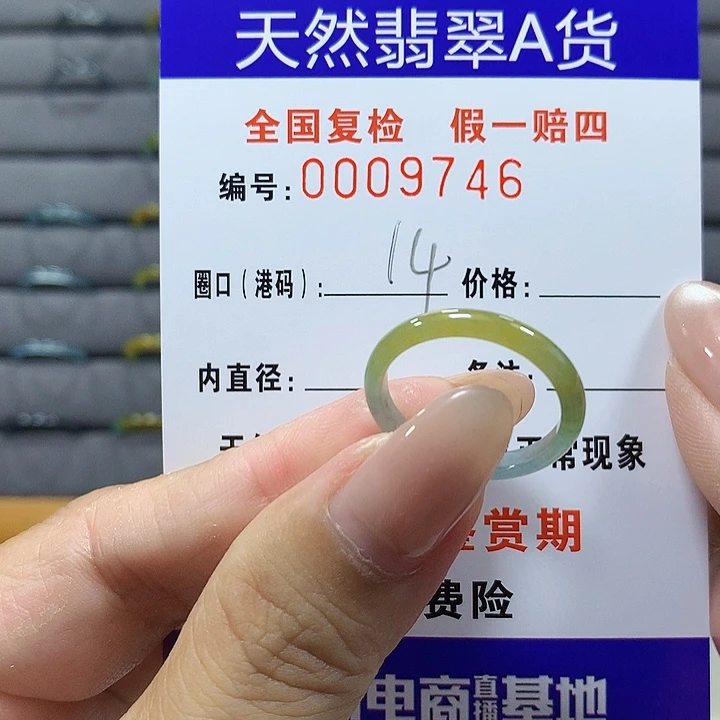 天然翡翠A货
全国复检 假一赔四
编号:0009746
圈口(港码):14 价格:
内直径: 备注:
天 正常现象
赏期
费险
电商直播基地